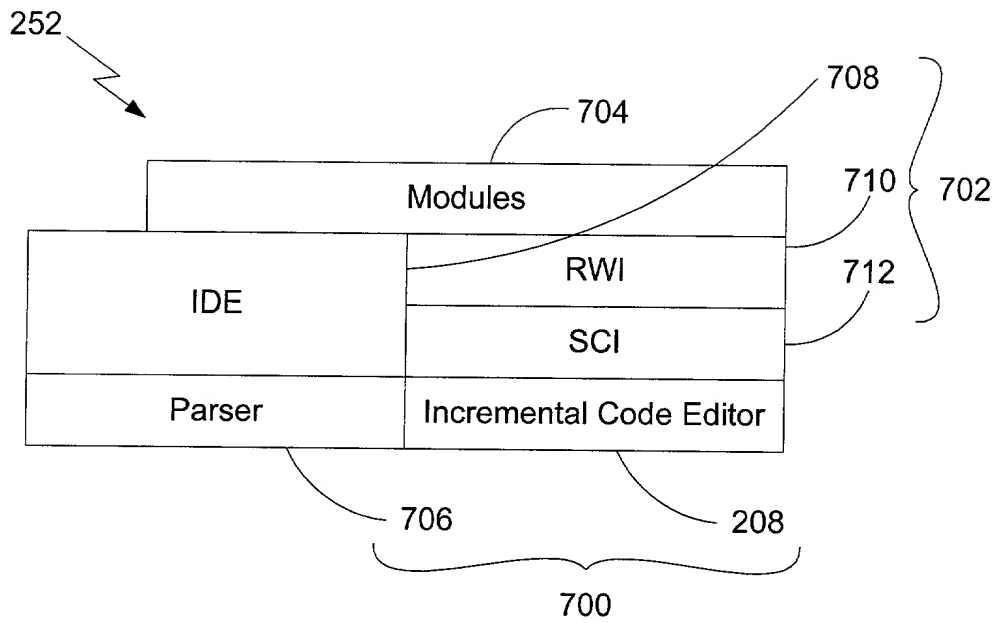 252
708
704
Modules
710
702
IDE
RWI
712
SCI
Parser
Incremental Code Editor
706
208
700